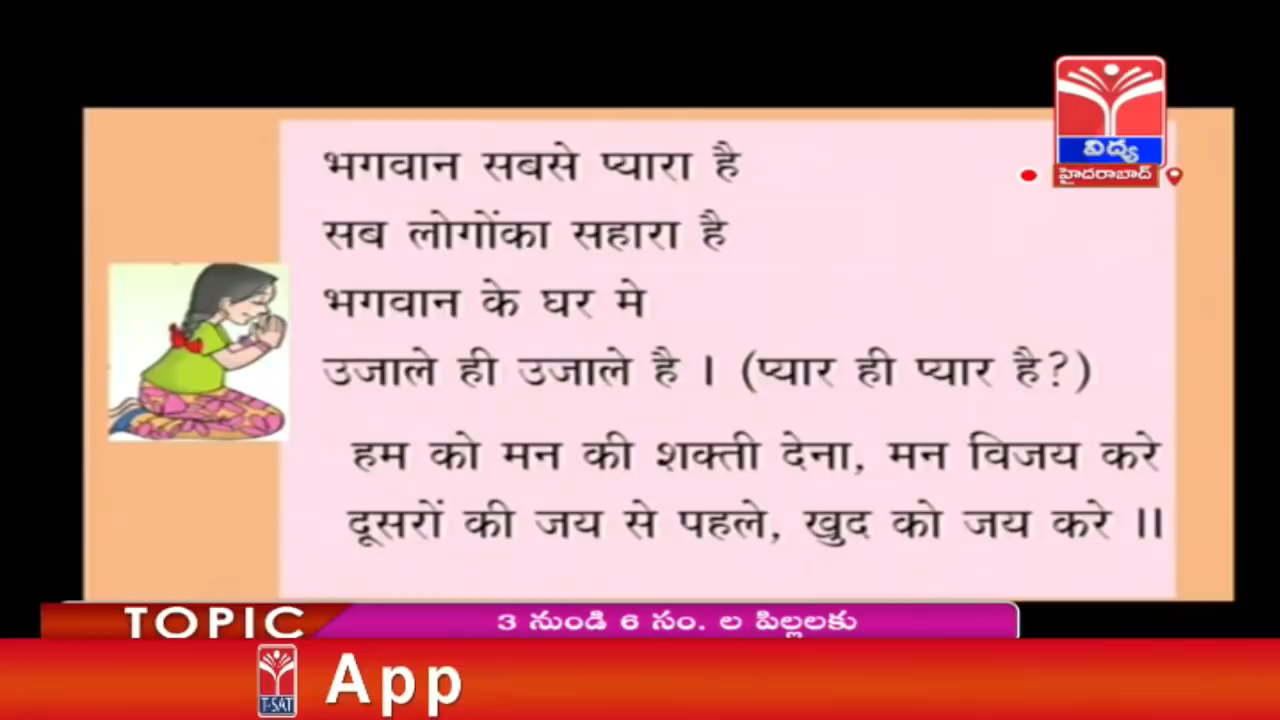 విద్య
హైదరాబాద్
भगवान सबसे प्यारा है
सब लोगोंका सहारा है
भगवान के घर मे
उजाले ही उजाले है । (प्यार ही प्यार है?)
हम को मन की शक्ती देना, मन विजय करे
दूसरों की जय से पहले, खुद को जय करे ।।
TOPIC
3 నుండి 6 సం. ల పిల్లలకు
T-SAT
App